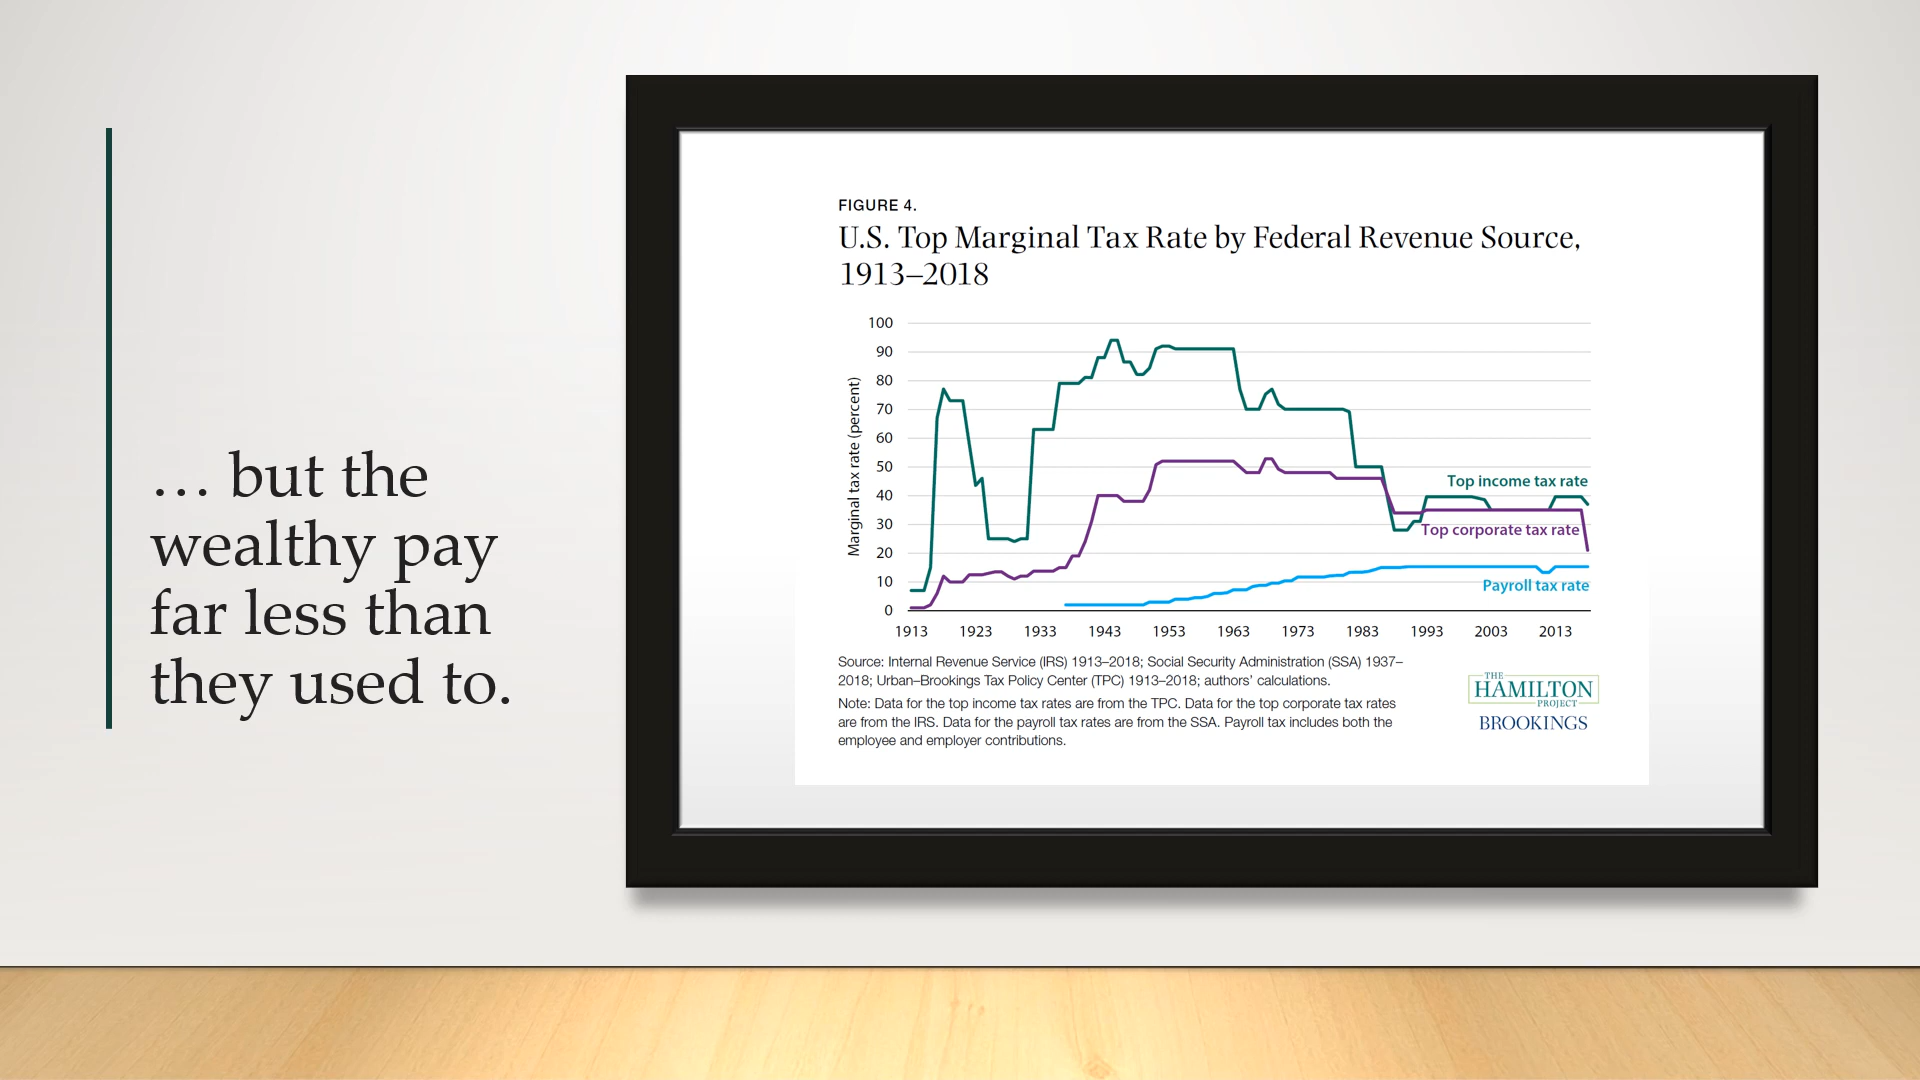 … but the
wealthy pay
far less than
they used to.
FIGURE 4.
U.S. Top Marginal Tax Rate by Federal Revenue Source,
1913–2018
Marginal tax rate (percent)
100
90
80
70
60
50
40
30
20
10
0
Top income tax rate
Top corporate tax rate
Payroll tax rate
1913 1923 1933 1943 1953 1963 1973 1983 1993 2003 2013
Source: Internal Revenue Service (IRS) 1913–2018; Social Security Administration (SSA) 1937–
2018; Urban–Brookings Tax Policy Center (TPC) 1913–2018; authors’ calculations.
Note: Data for the top income tax rates are from the TPC. Data for the top corporate tax rates
are from the IRS. Data for the payroll tax rates are from the SSA. Payroll tax includes both the
employee and employer contributions.
THE
HAMILTON
PROJECT
BROOKINGS